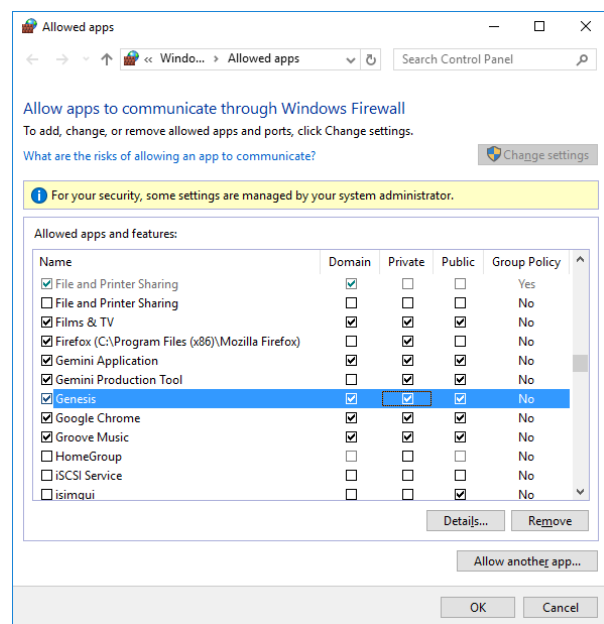 Allowed apps
« Windo... › Allowed apps
Search Control Panel
Allow apps to communicate through Windows Firewall
To add, change, or remove allowed apps and ports, click Change settings.
What are the risks of allowing an app to communicate?
Change settings
For your security, some settings are managed by your system administrator.
Allowed apps and features:
Name Domain Private Public Group Policy
File and Printer Sharing Yes
File and Printer Sharing No
Films & TV No
Firefox (C:\Program Files (x86)\Mozilla Firefox) No
Gemini Application No
Gemini Production Tool No
Genesis No
Google Chrome No
Groove Music No
HomeGroup No
iSCSI Service No
isimgui No
Details... Remove
Allow another app...
OK Cancel